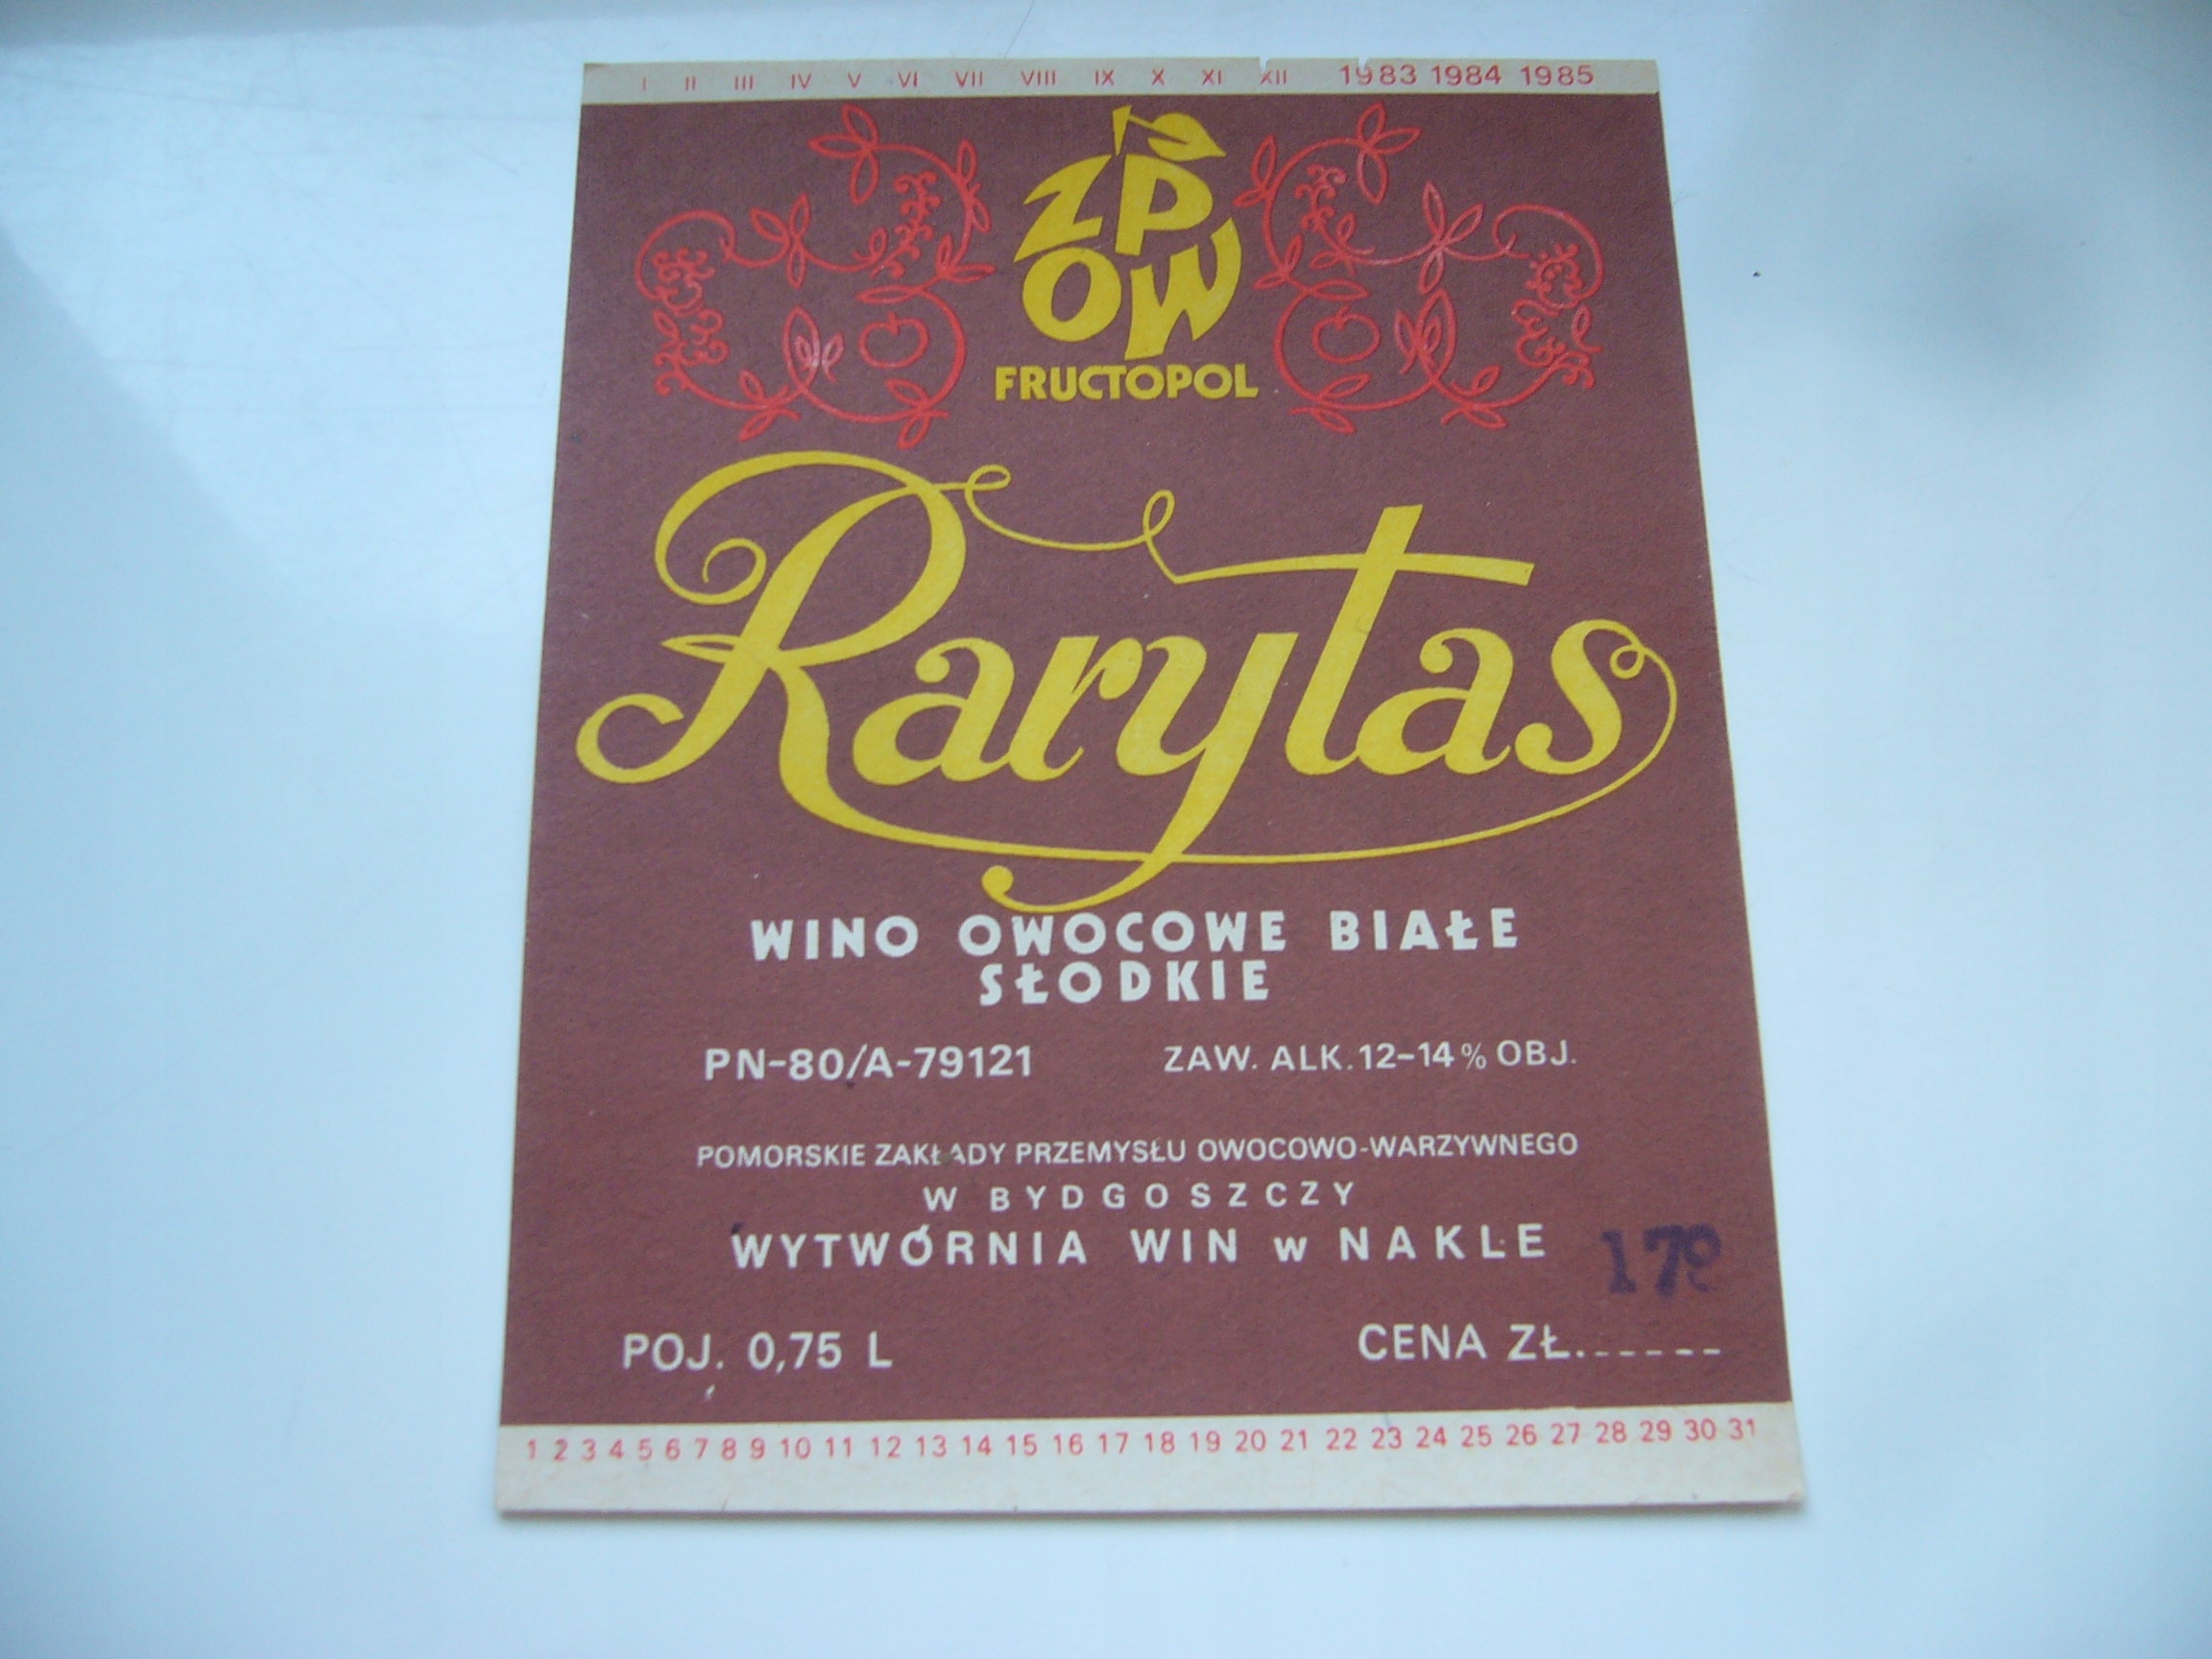 I II III IV V VI VII VIII IX X XI XII 1983 1984 1985
ZP
OW
FRUCTOPOL
Rarytas
WINO OWOCOWE BIAŁE
SŁODKIE
PN-80/A-79121 ZAW. ALK. 12-14% OBJ.
POMORSKIE ZAKŁADY PRZEMYSŁU OWOCOWO-WARZYWNEGO
W BYDGOSZCZY
WYTWÓRNIA WIN w NAKLE
POJ. 0,75 L CENA ZŁ.------
1 2 3 4 5 6 7 8 9 10 11 12 13 14 15 16 17 18 19 20 21 22 23 24 25 26 27 28 29 30 31